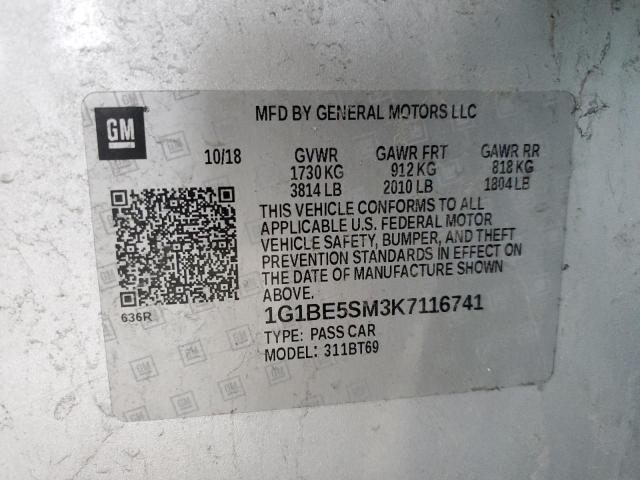 GM
MFD BY GENERAL MOTORS LLC
10/18 GVWR GAWR FRT GAWR RR
1730 KG 912 KG 818 KG
3814 LB 2010 LB 1804 LB
THIS VEHICLE CONFORMS TO ALL
APPLICABLE U.S. FEDERAL MOTOR
VEHICLE SAFETY, BUMPER, AND THEFT
PREVENTION STANDARDS IN EFFECT ON
THE DATE OF MANUFACTURE SHOWN
ABOVE.
636R
1G1BE5SM3K7116741
TYPE: PASS CAR
MODEL: 311BT69